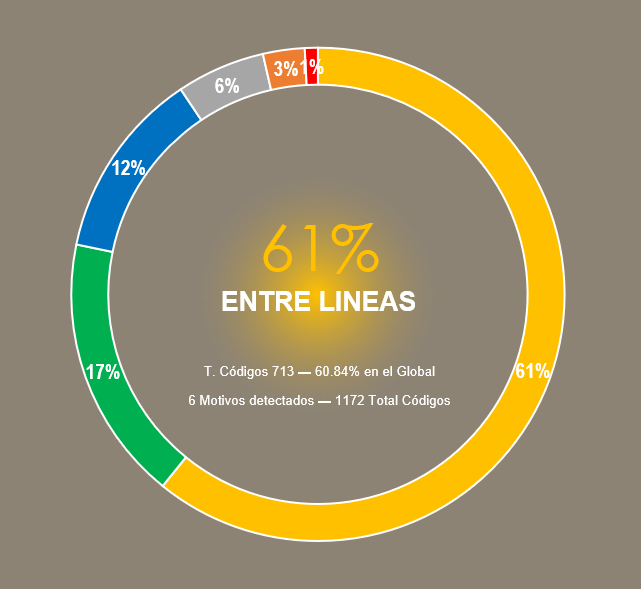 6%
3%
1%
12%
61%
ENTRE LINEAS
T. Códigos 713 — 60.84% en el Global
17%
61%
6 Motivos detectados — 1172 Total Códigos